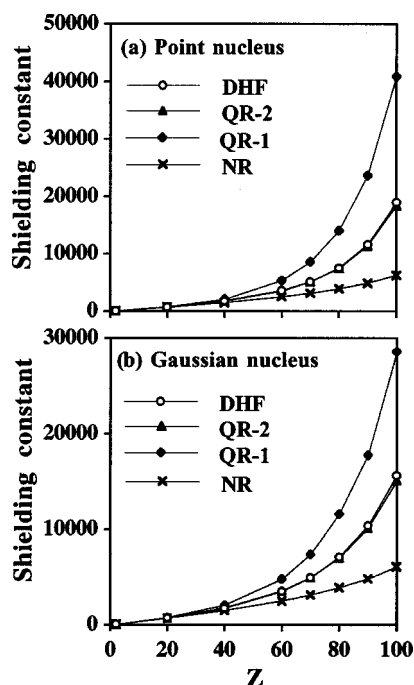 50000
(a) Point nucleus
40000
DHF
QR-2
30000
QR-1
NR
20000
10000
0
Shielding constant
30000
(b) Gaussian nucleus
DHF
20000
QR-2
QR-1
NR
10000
0
Shielding constant
0 20 40 60 80 100
Z